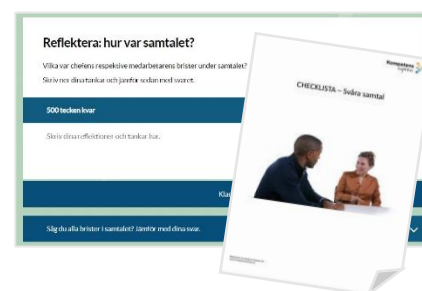 Reflektera: hur var samtalet?
Vilka var chefens respektive medarbetarens brister under samtalet?
Skriv ner dina tankar och jämför sedan med svaret.
500 tecken kvar
Skriv dina reflektioner och tankar här.
Kla
Såg du alla brister i samtalet? Jämför med dina svar.
Kompetens
CHECKLISTA – Svåra samtal